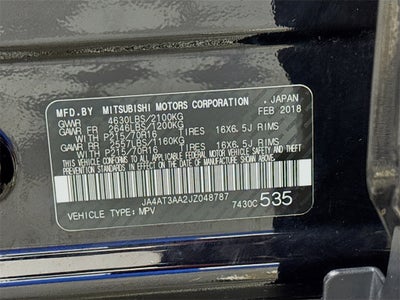 MFD.BY MITSUBISHI MOTORS CORPORATION , JAPAN
GVWR 4630LBS/2100KG FEB 2018
GAWR FR 2646LBS/1200KG
WITH P215/70R16 TIRES 16X6.5J RIMS
GAWR RR 2557LBS/1160KG
WITH P215/70R16 TIRES 16X6.5J RIMS
THIS VEHICLE CONFORMS TO ALL APPLICABLE
FEDERAL MOTOR VEHICLE SAFETY AND THEFT
PREVENTION STANDARDS IN EFFECT ON THE DATE
OF MANUFACTURE SHOWN ABOVE.
JA4AT3AA2JZ048787
VEHICLE TYPE: MPV 7430C 535